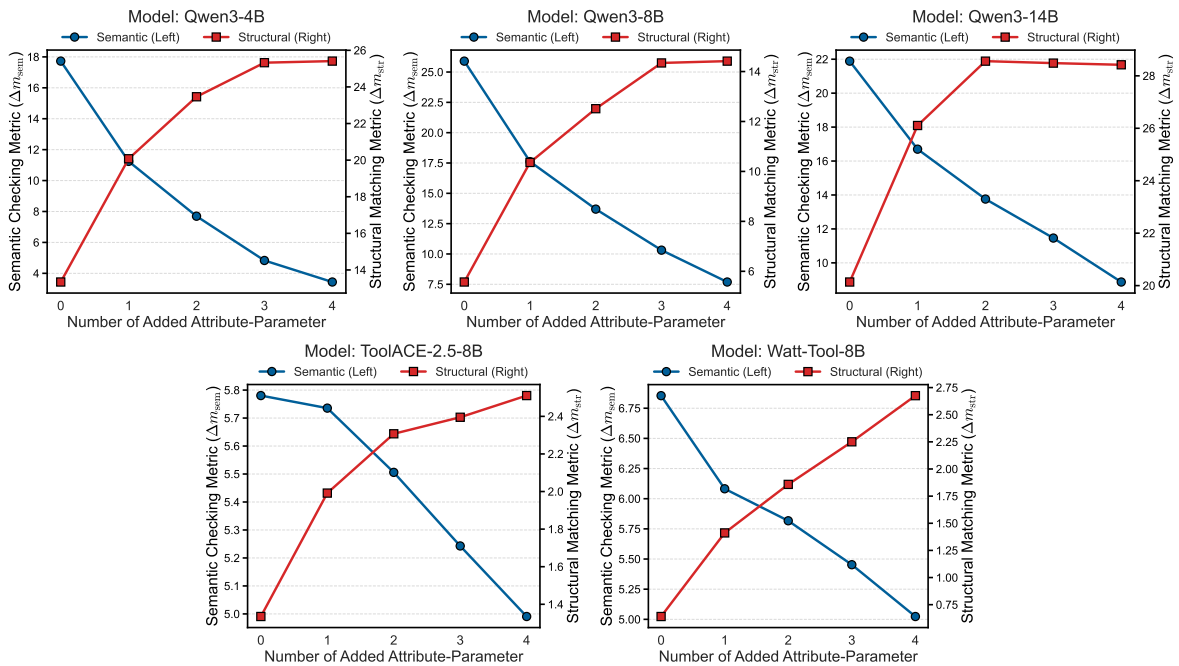 Model: Qwen3-4B
Semantic (Left) Structural (Right)
Semantic Checking Metric (Δm_sem)
18
16
14
12
10
8
6
4
26
24
22
20
18
16
14
Structural Matching Metric (Δm_str)
0 1 2 3 4
Number of Added Attribute-Parameter
Model: Qwen3-8B
Semantic (Left) Structural (Right)
Semantic Checking Metric (Δm_sem)
25.0
22.5
20.0
17.5
15.0
12.5
10.0
7.5
14
12
10
8
6
Structural Matching Metric (Δm_str)
0 1 2 3 4
Number of Added Attribute-Parameter
Model: Qwen3-14B
Semantic (Left) Structural (Right)
Semantic Checking Metric (Δm_sem)
22
20
18
16
14
12
10
28
26
24
22
20
Structural Matching Metric (Δm_str)
0 1 2 3 4
Number of Added Attribute-Parameter
Model: ToolACE-2.5-8B
Semantic (Left) Structural (Right)
Semantic Checking Metric (Δm_sem)
5.8
5.7
5.6
5.5
5.4
5.3
5.2
5.1
5.0
2.4
2.2
2.0
1.8
1.6
1.4
Structural Matching Metric (Δm_str)
0 1 2 3 4
Number of Added Attribute-Parameter
Model: Watt-Tool-8B
Semantic (Left) Structural (Right)
Semantic Checking Metric (Δm_sem)
6.75
6.50
6.25
6.00
5.75
5.50
5.25
5.00
2.75
2.50
2.25
2.00
1.75
1.50
1.25
1.00
0.75
Structural Matching Metric (Δm_str)
0 1 2 3 4
Number of Added Attribute-Parameter